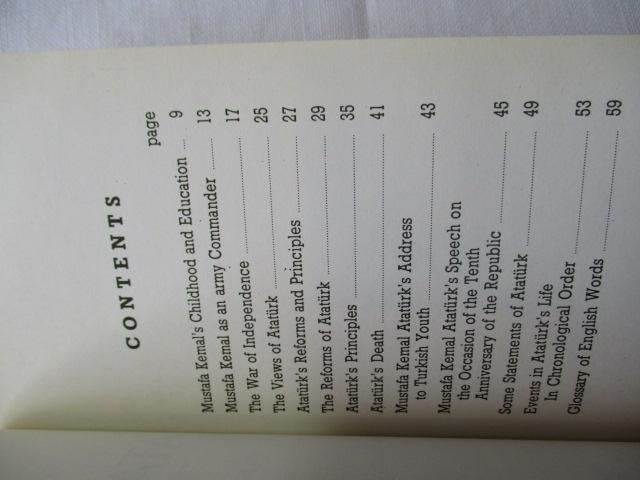 CONTENTS
page
Mustafa Kemal's Childhood and Education ... 9
Mustafa Kemal as an army Commander ........ 13
The War of Independence ........ 17
The Views of Atatürk ........ 25
Atatürk's Reforms and Principles ........ 27
The Reforms of Atatürk ........ 29
Atatürk's Principles ........ 35
Atatürk's Death ........ 41
Mustafa Kemal Atatürk's Address
to Turkish Youth ........ 43
Mustafa Kemal Atatürk's Speech on
the Occasion of the Tenth
Anniversary of the Republic ........ 45
Some Statements of Atatürk ........ 49
Events in Atatürk's Life
In Chronological Order ........ 53
Glossary of English Words ........ 59